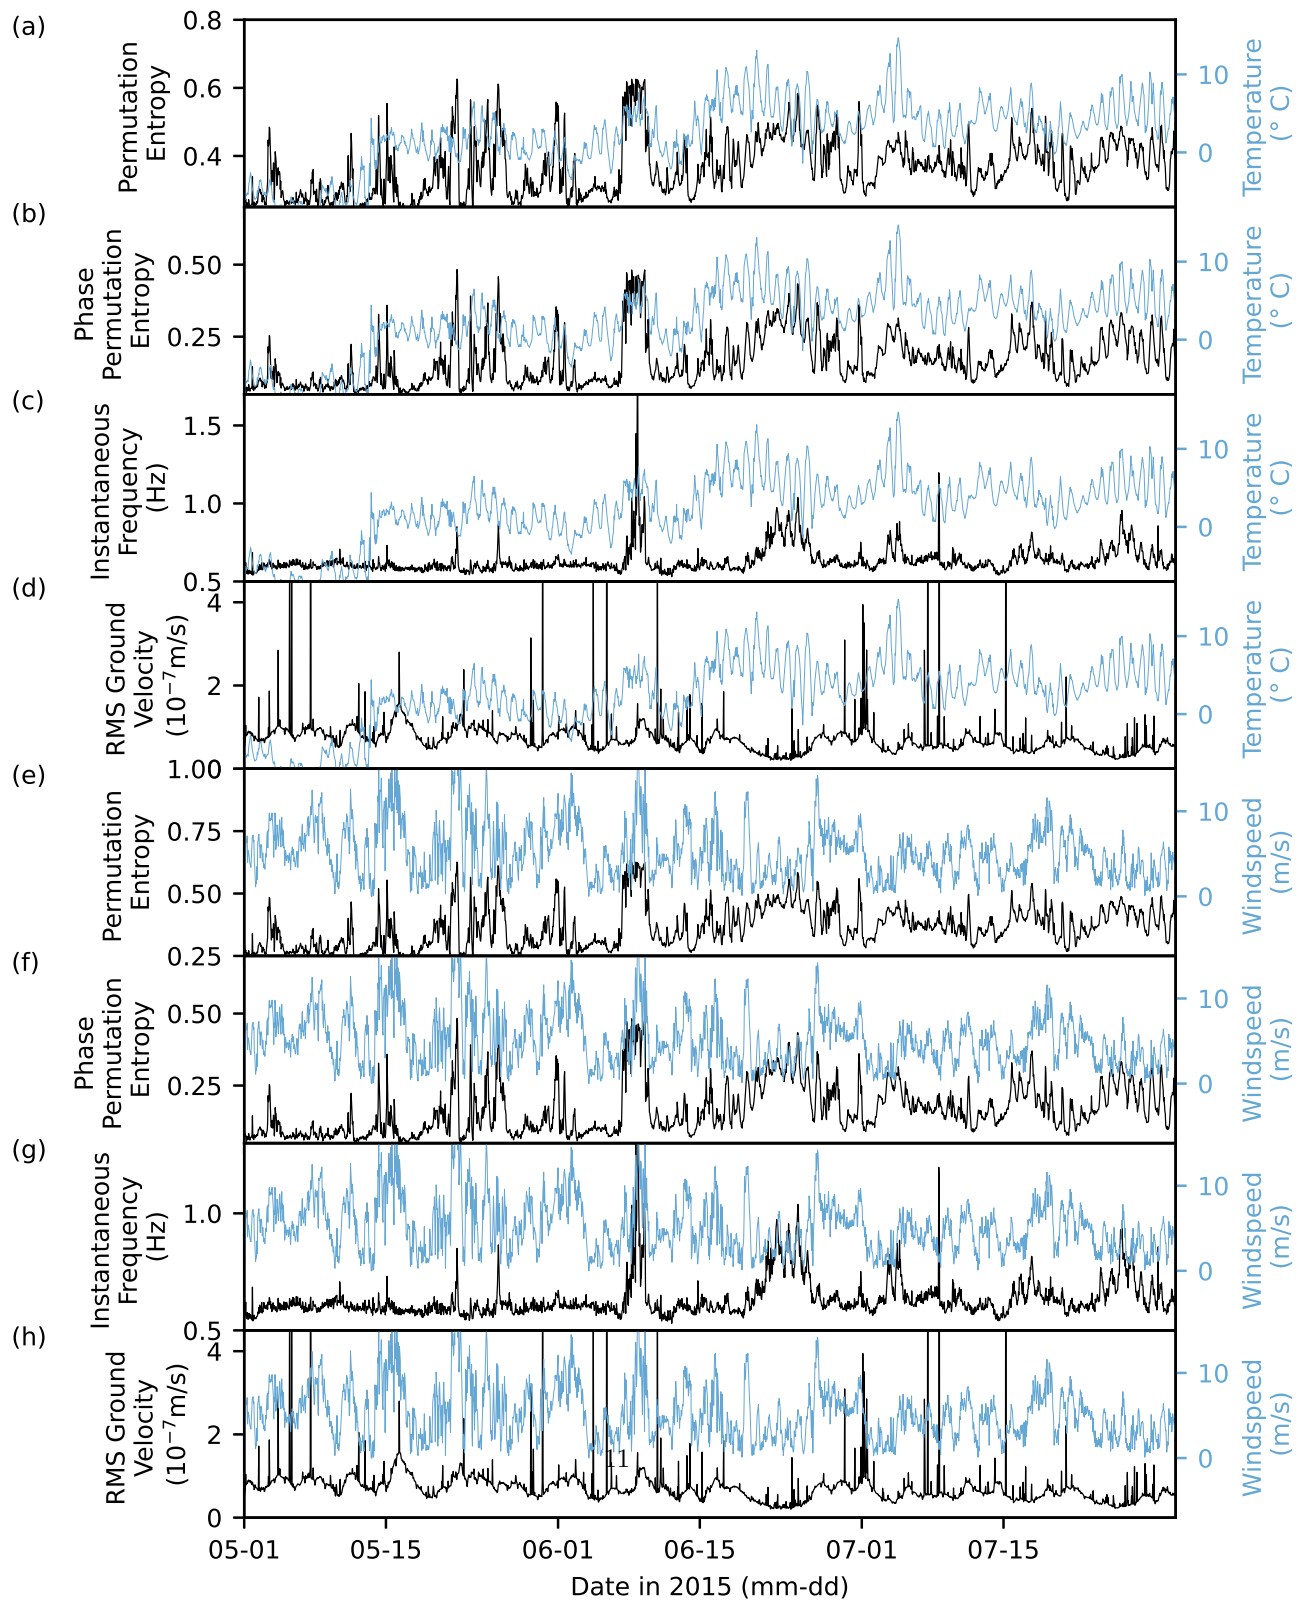 (a)
Permutation
Entropy
0.8
0.6
0.4
10
0
Temperature
(° C)
(b)
Phase
Permutation
Entropy
0.50
0.25
10
0
Temperature
(° C)
(c)
Instantaneous
Frequency
(Hz)
1.5
1.0
0.5
10
0
Temperature
(° C)
(d)
RMS Ground
Velocity
(10⁻⁷m/s)
4
2
10
0
Temperature
(° C)
(e)
Permutation
Entropy
1.00
0.75
0.50
0.25
10
0
Windspeed
(m/s)
(f)
Phase
Permutation
Entropy
0.50
0.25
10
0
Windspeed
(m/s)
(g)
Instantaneous
Frequency
(Hz)
1.0
0.5
10
0
Windspeed
(m/s)
(h)
RMS Ground
Velocity
(10⁻⁷m/s)
4
2
0
10
0
Windspeed
(m/s)
11
05-01 05-15 06-01 06-15 07-01 07-15
Date in 2015 (mm-dd)